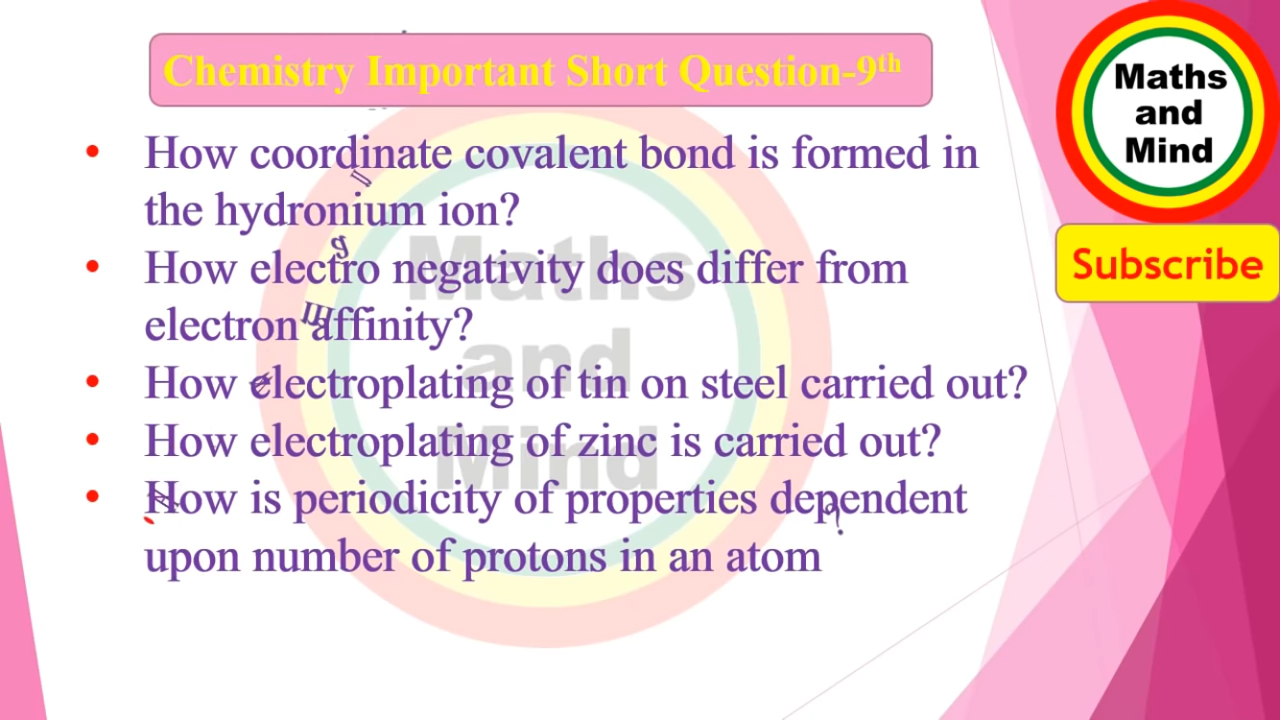 Chemistry Important Short Question-9th
Maths
and
Mind
Subscribe
• How coordinate covalent bond is formed in
the hydronium ion?
• How electro negativity does differ from
electron affinity?
• How electroplating of tin on steel carried out?
• How electroplating of zinc is carried out?
• How is periodicity of properties dependent
upon number of protons in an atom
?
Maths
and
Mind